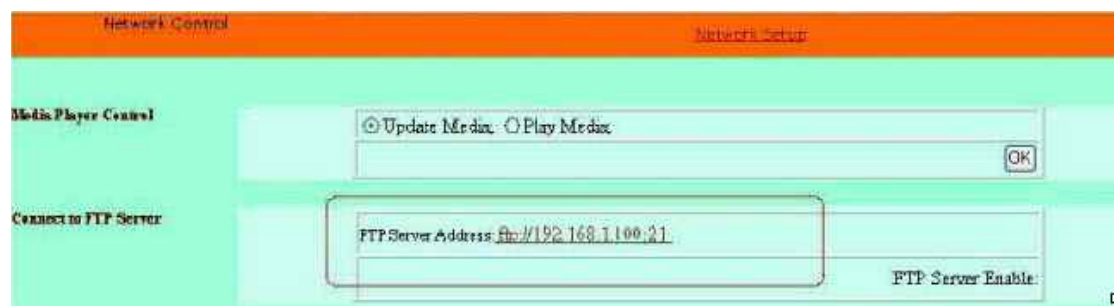 Network Control
Network Setup
Media Player Control
Update Media Play Media
OK
Connect to FTP Server
FTP Server Address: ftp://192.168.1.100:21
FTP Server Enable: